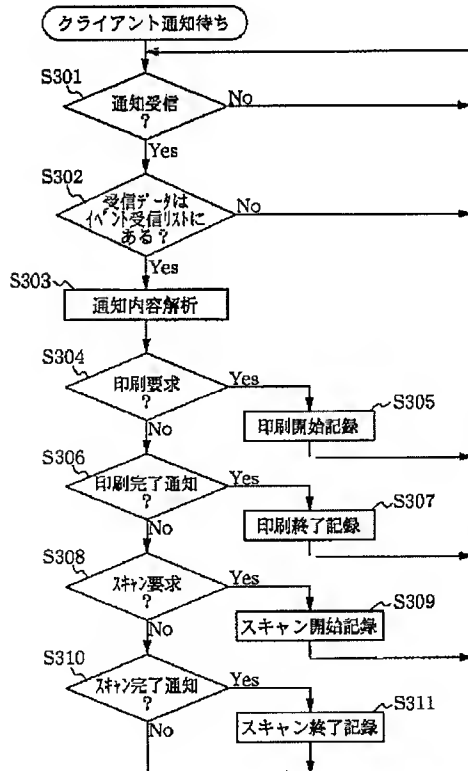 クライアント通知待ち
S301
通知受信
?
No
Yes
S302
受信データは
イベント受信リストに
ある?
No
Yes
S303
通知内容解析
S304
印刷要求
?
Yes
No
S305
印刷開始記録
S306
印刷完了通知
?
Yes
No
S307
印刷終了記録
S308
スキャン要求
?
Yes
No
S309
スキャン開始記録
S310
スキャン完了通知
?
Yes
No
S311
スキャン終了記録